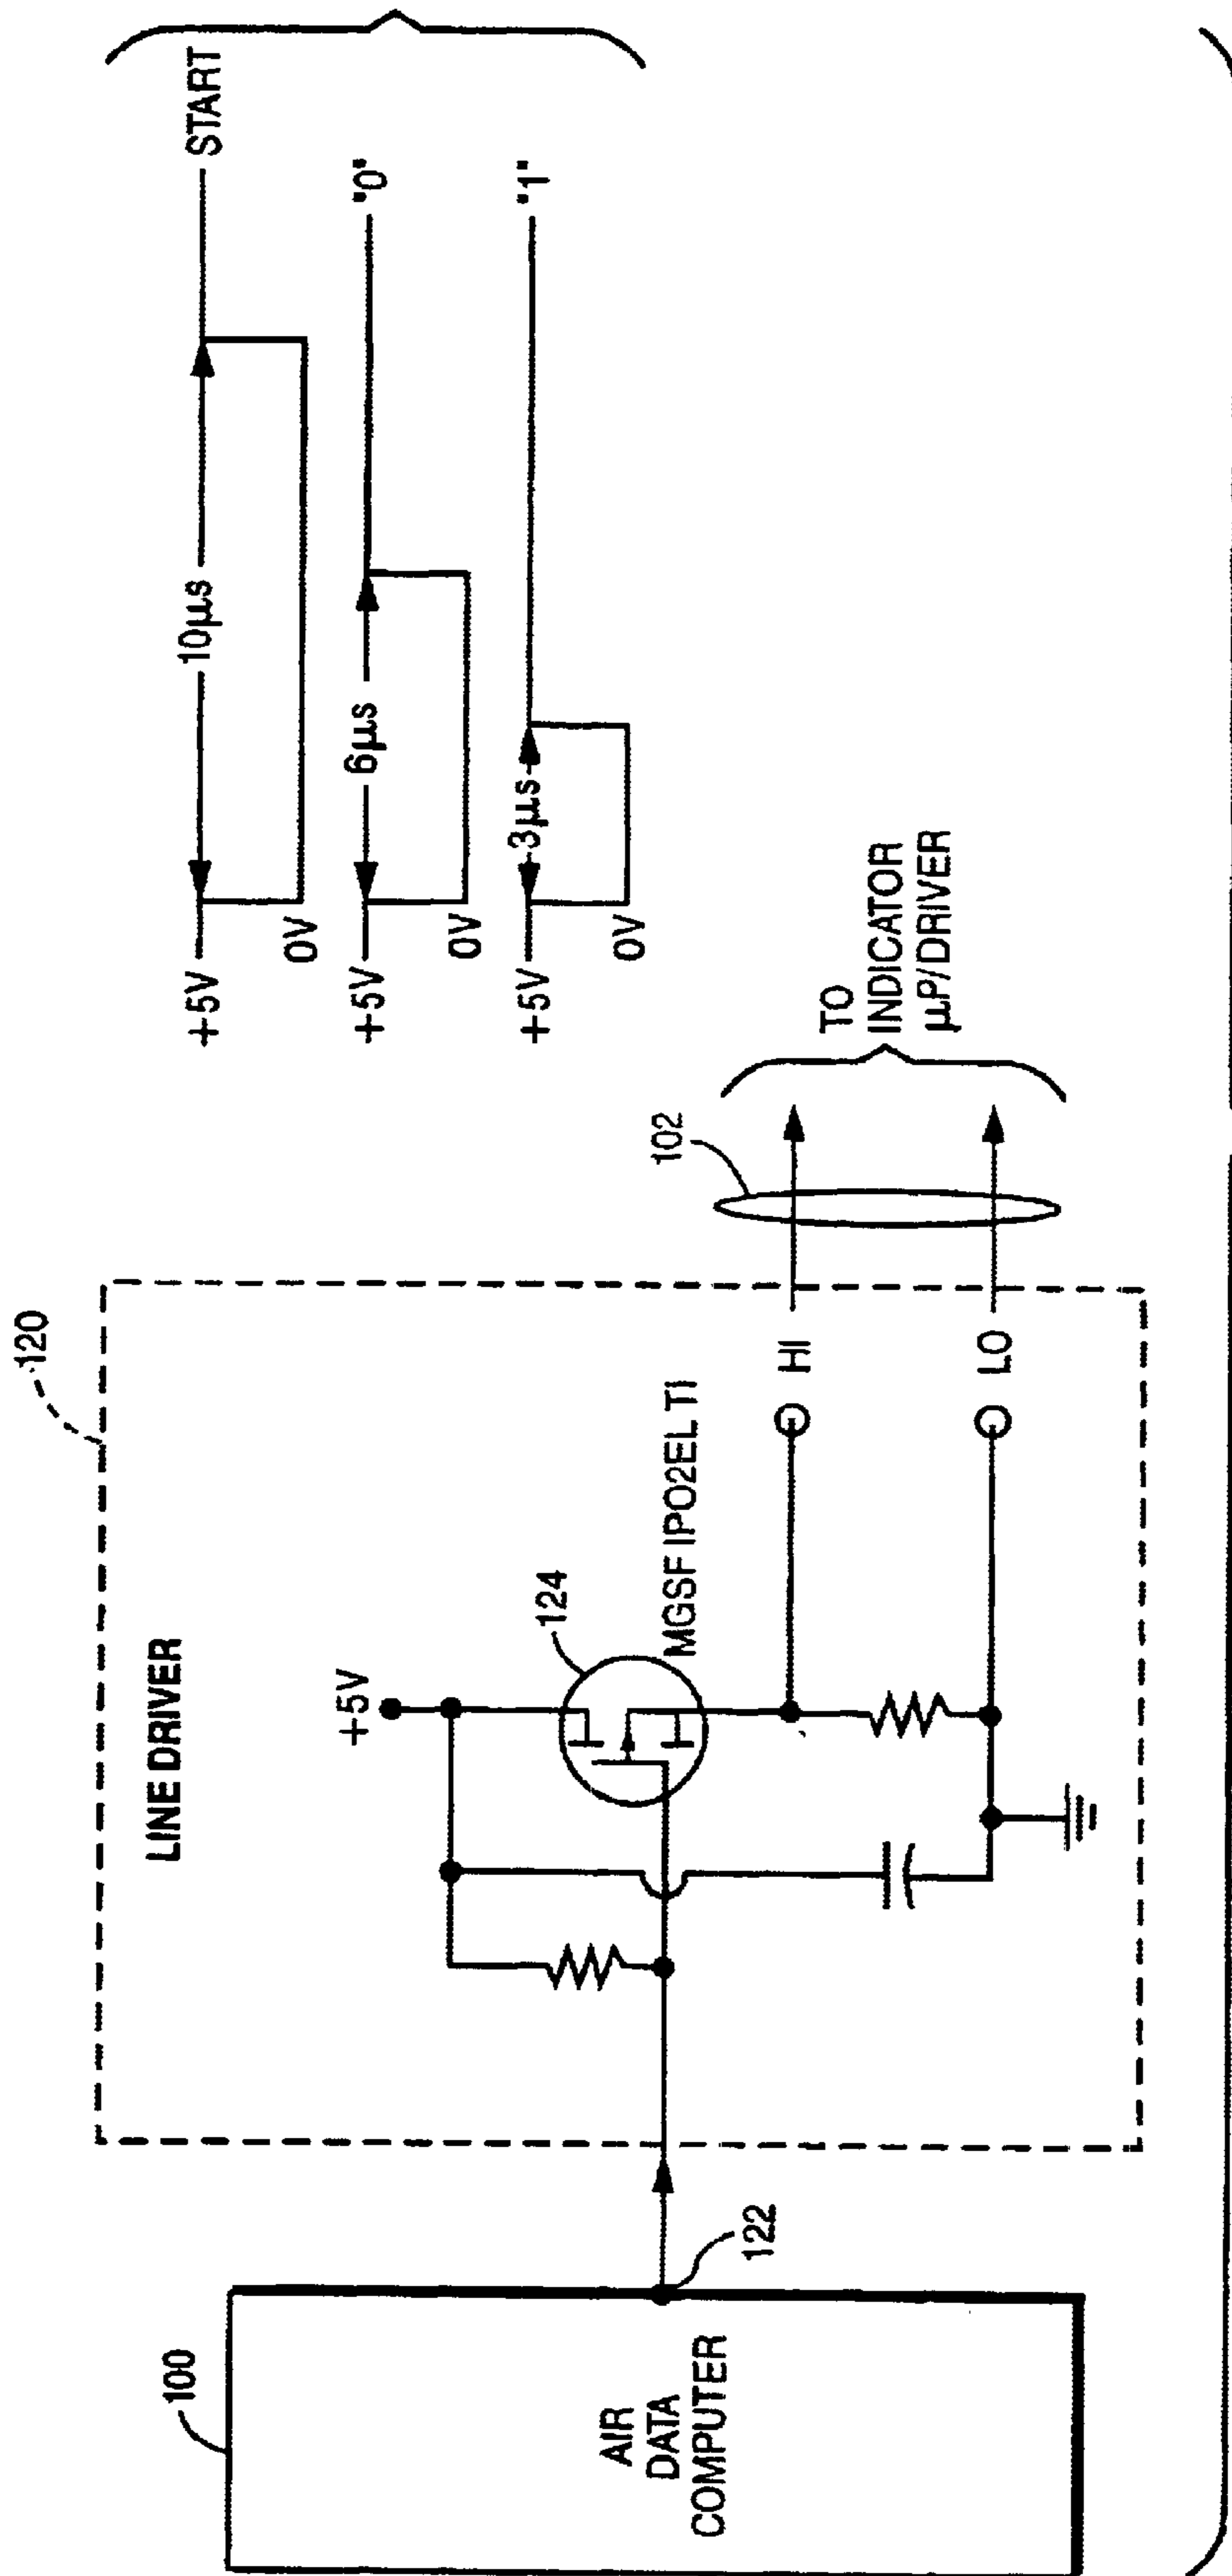 100
AIR
DATA
COMPUTER
122
120
LINE DRIVER
+5V
124
MGSF IPO2EL TI
HI
LO
102
TO
INDICATOR
µP/DRIVER
+5V
10µs
START
0V
+5V
6µs
"0"
0V
+5V
3µs
"1"
0V